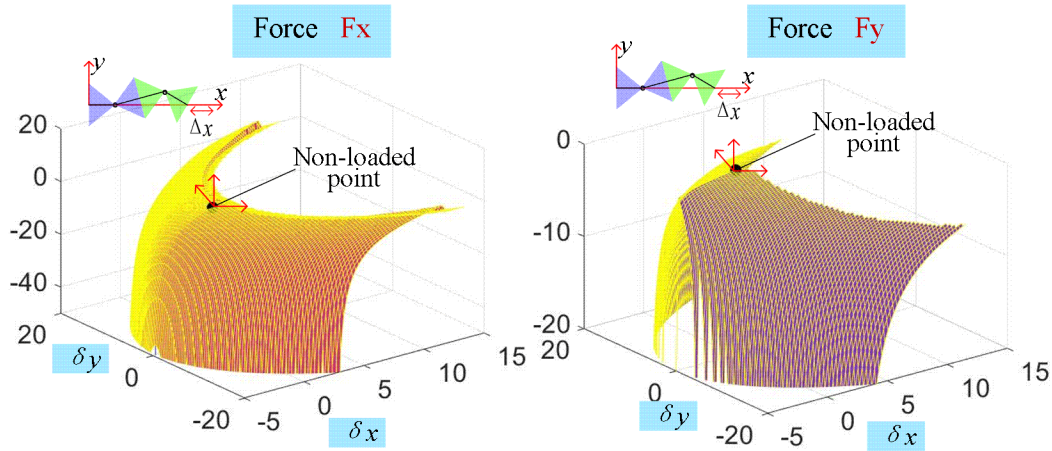 Force Fx
y
x
Δx
Non-loaded
point
20
0
-20
-40
20
0
-20
δy
-5
0
5
10
15
δx
Force Fy
y
x
Δx
Non-loaded
point
0
-10
-20
20
0
-20
δy
-5
0
5
10
15
δx